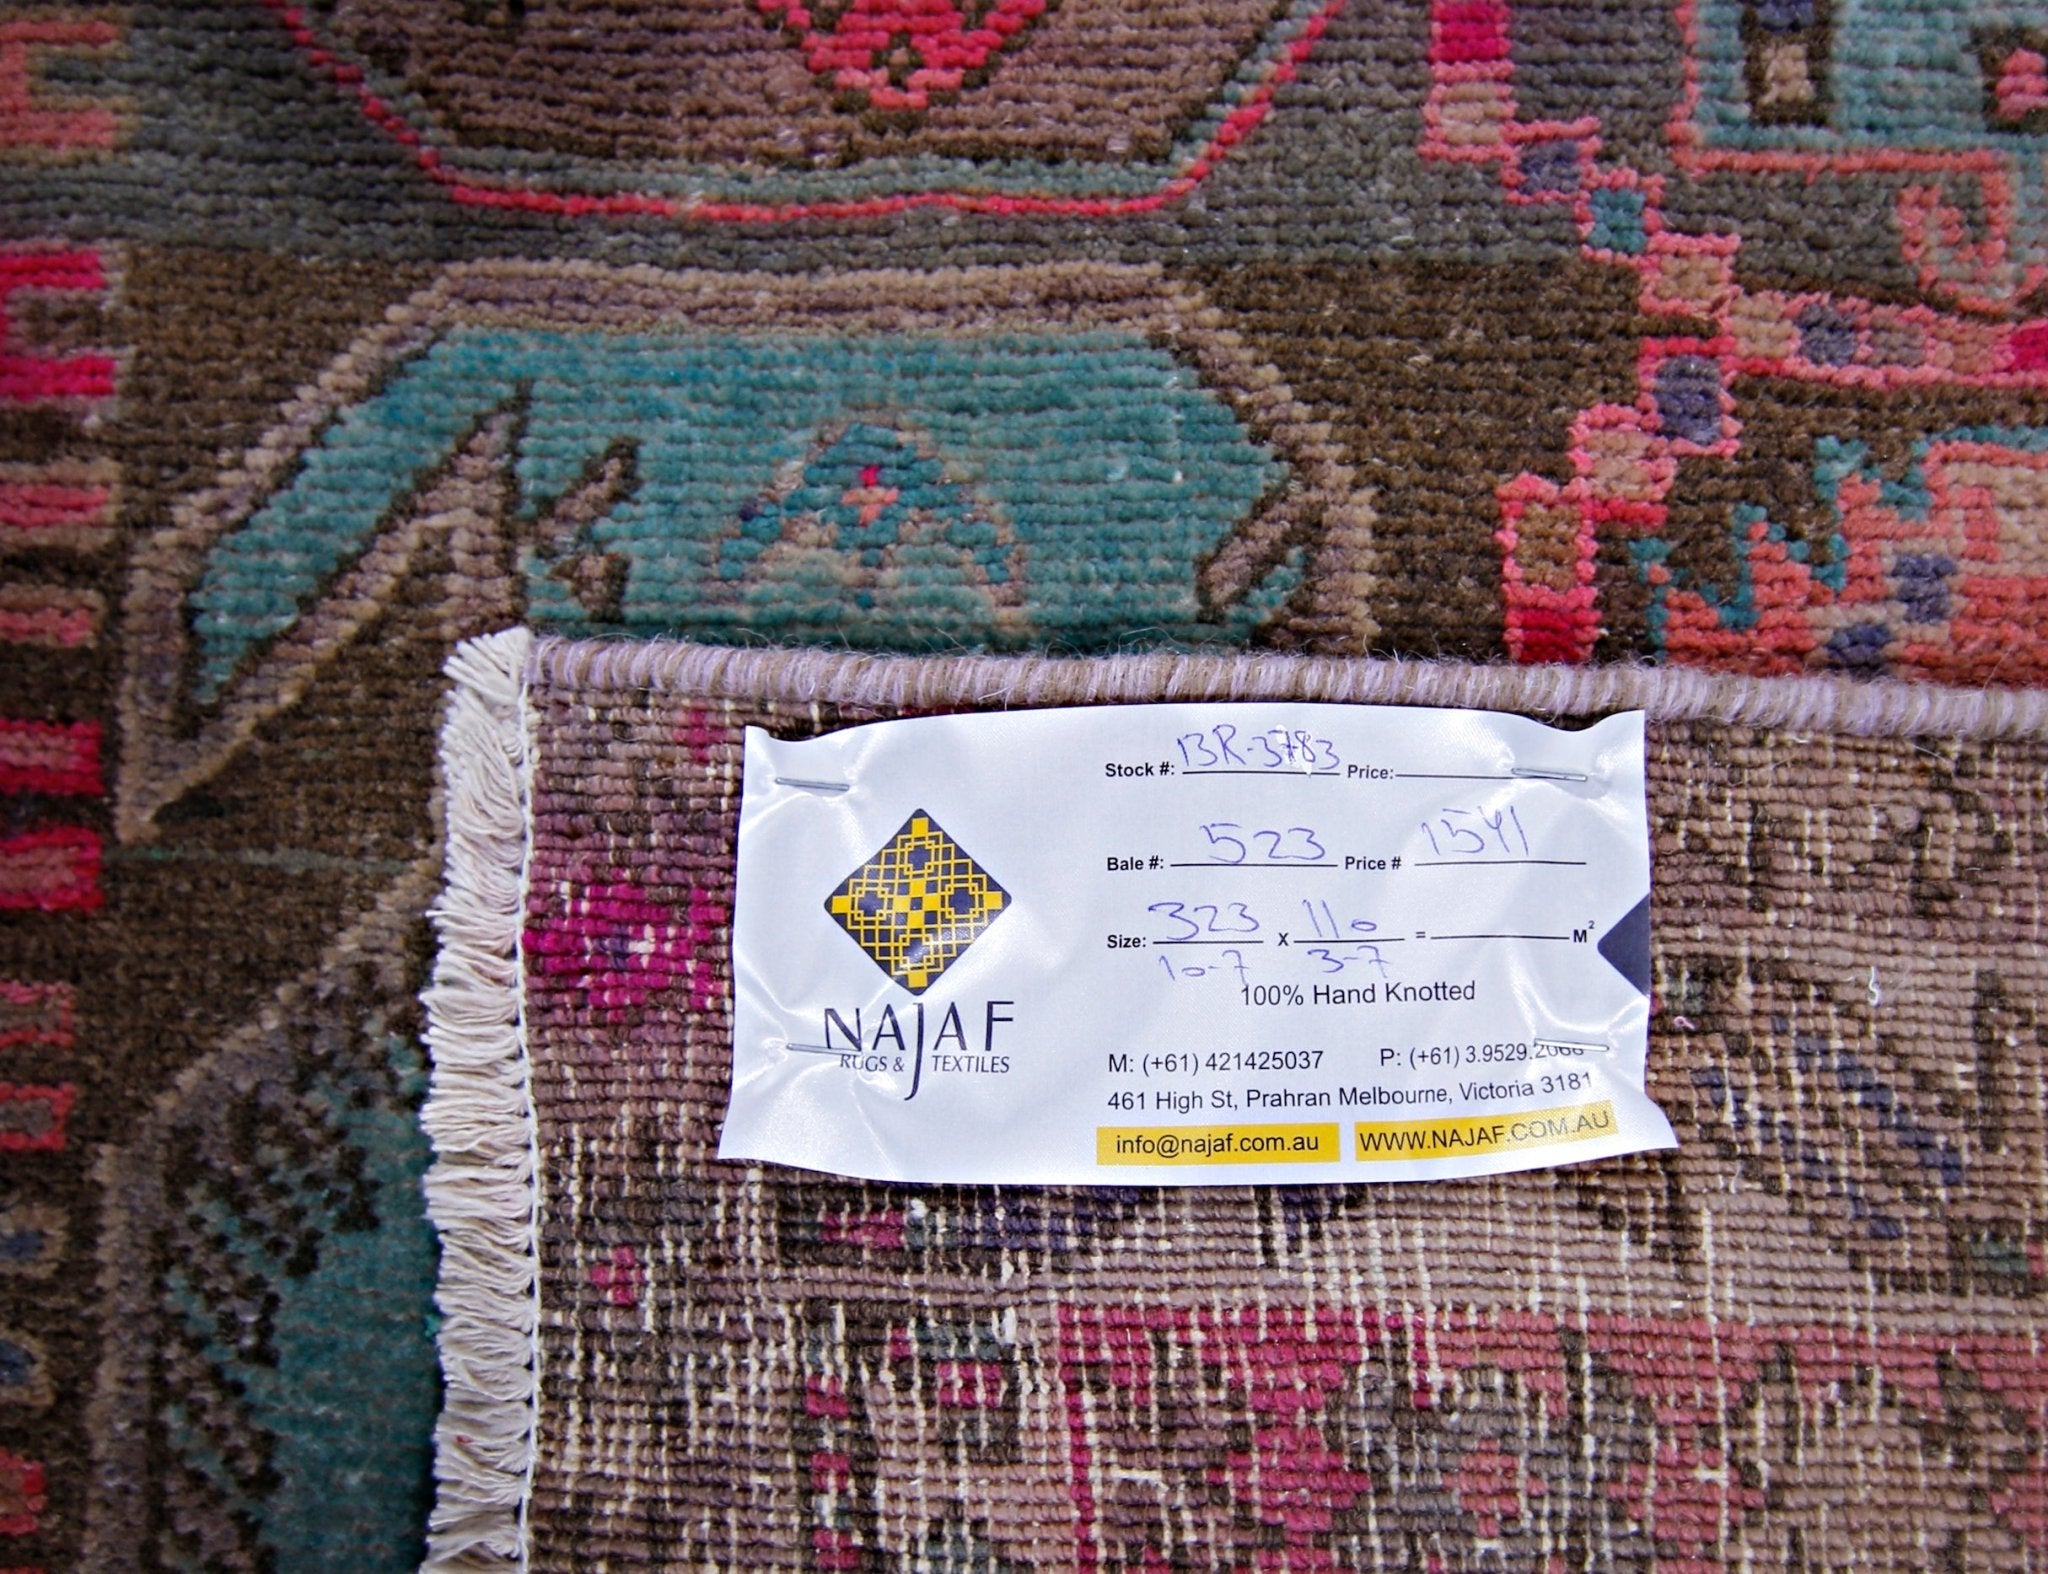 Stock #: 13R-3783 Price:
Bale #: 523 Price # 1541
Size: 323 x 110 = M²
10-7 3-7
100% Hand Knotted
NAJAF
RUGS & TEXTILES
M: (+61) 421425037 P: (+61) 3.9529.2066
461 High St, Prahran Melbourne, Victoria 3181
info@najaf.com.au WWW.NAJAF.COM.AU